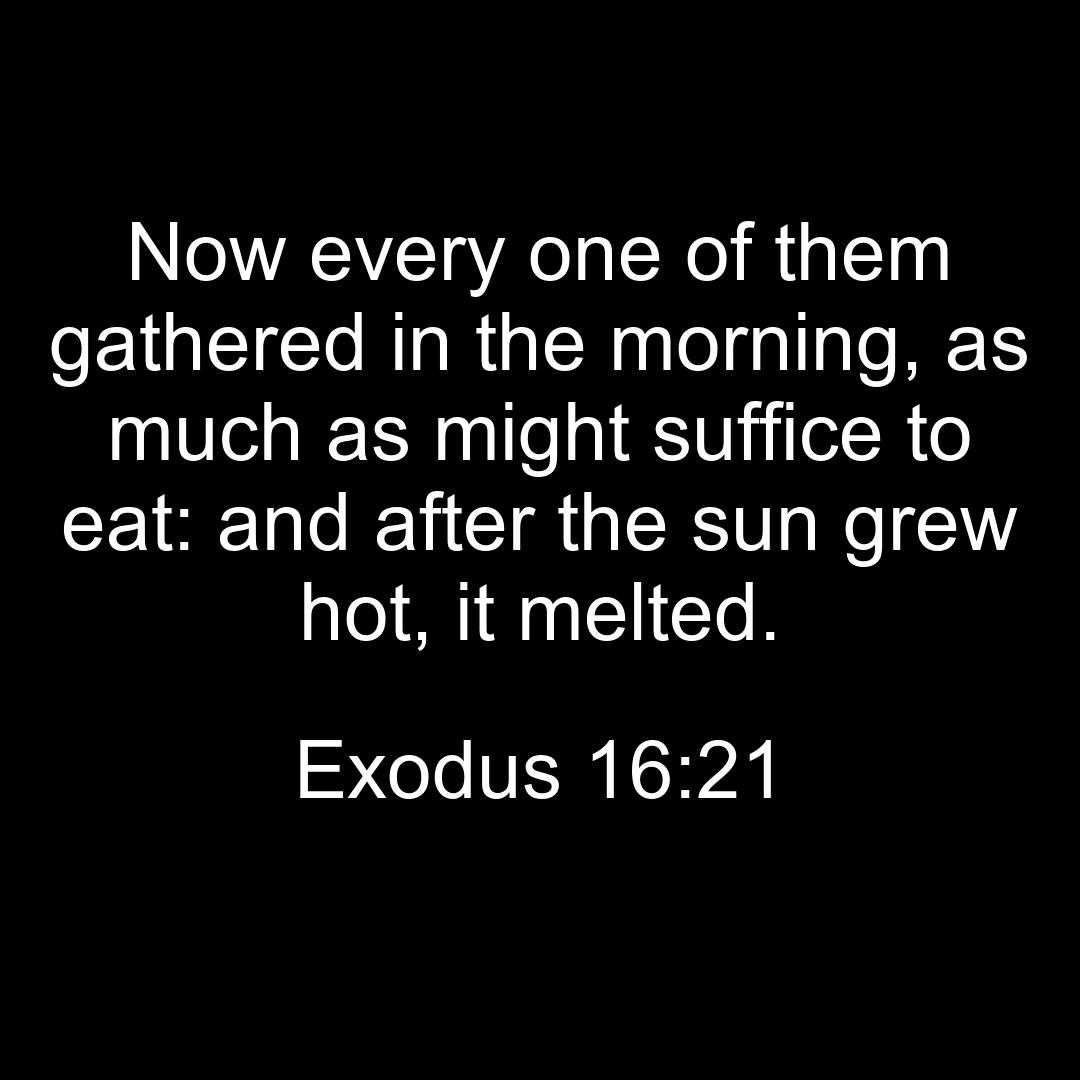 Now every one of them
gathered in the morning, as
much as might suffice to
eat: and after the sun grew
hot, it melted.
Exodus 16:21